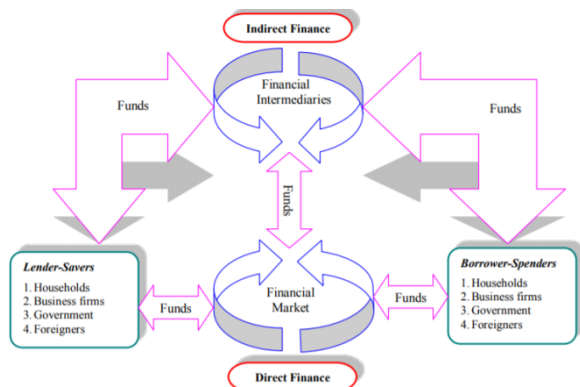 Indirect Finance
Financial
Intermediaries
Funds
Funds
Funds
Lender-Savers
1. Households
2. Business firms
3. Government
4. Foreigners
Borrower-Spenders
1. Households
2. Business firms
3. Government
4. Foreigners
Funds
Financial
Market
Funds
Direct Finance